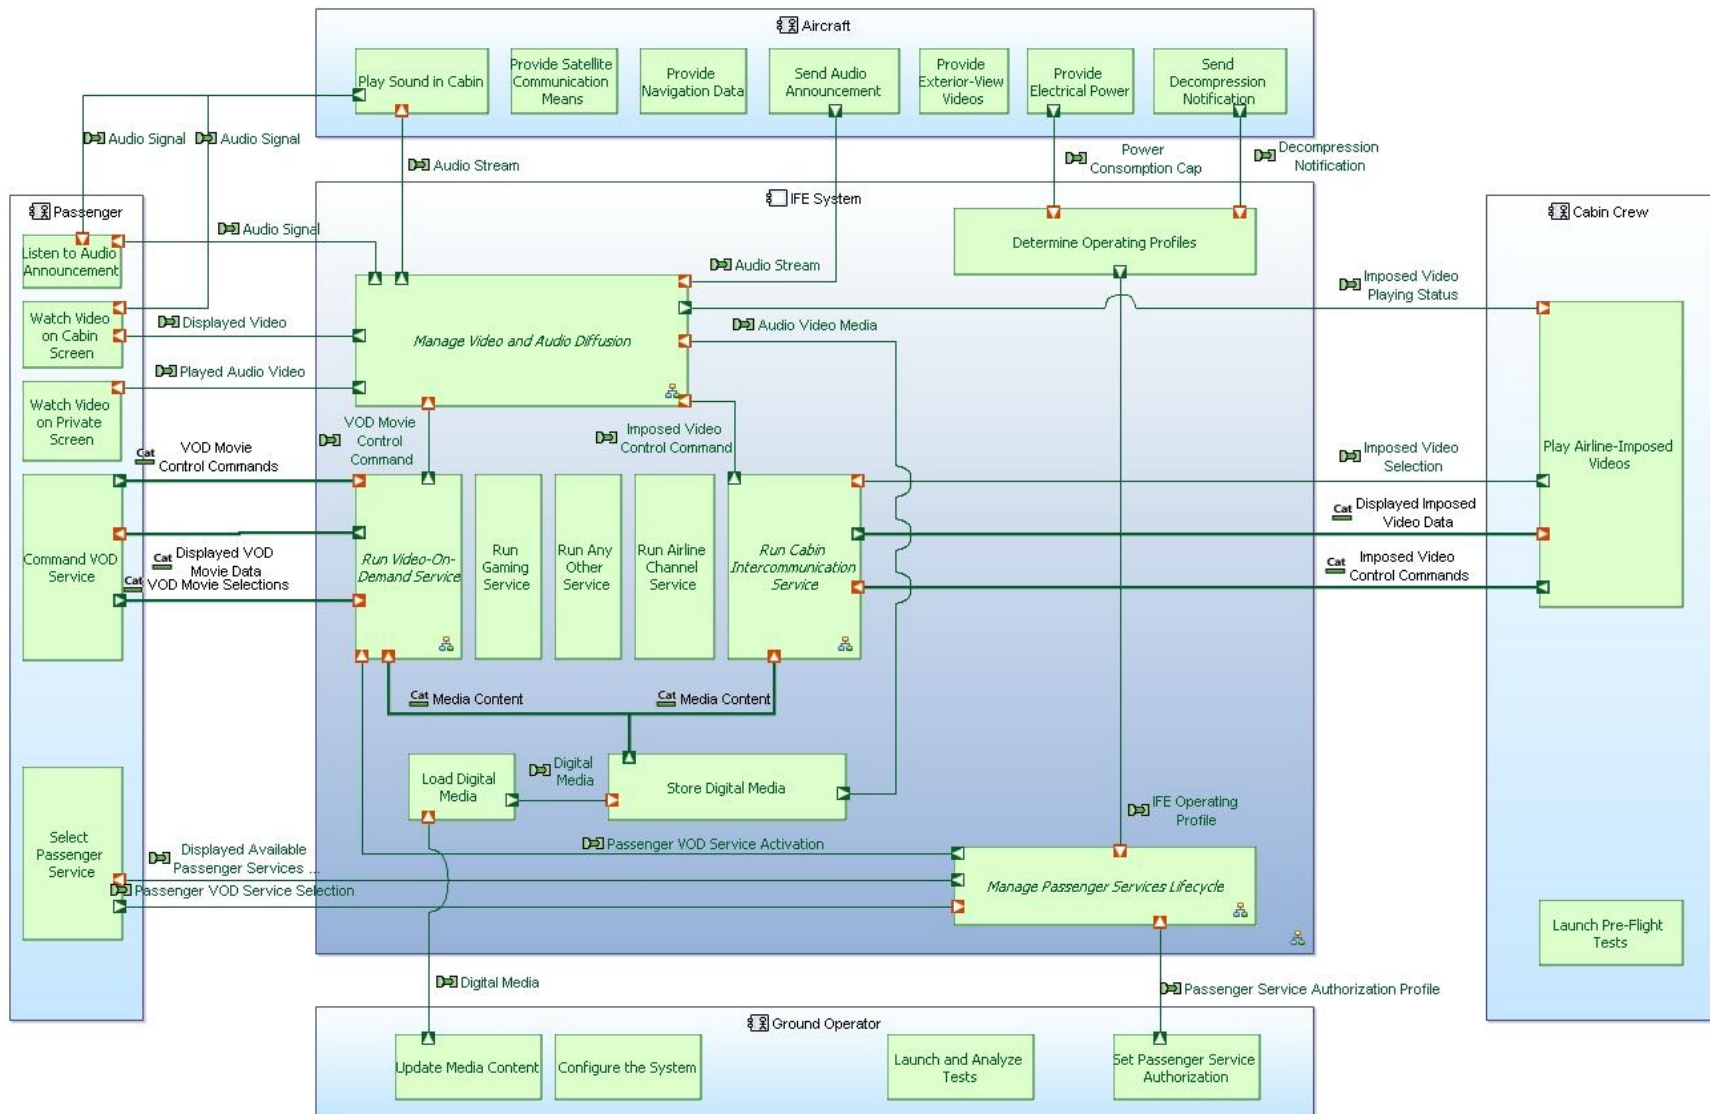 Aircraft
Play Sound in Cabin
Provide Satellite
Communication
Means
Provide
Navigation Data
Send Audio
Announcement
Provide
Exterior-View
Videos
Provide
Electrical Power
Send
Decompression
Notification
Audio Signal
Audio Signal
Audio Stream
Power
Consomption Cap
Decompression
Notification
Passenger
IFE System
Cabin Crew
Listen to Audio
Announcement
Audio Signal
Determine Operating Profiles
Audio Stream
Imposed Video
Playing Status
Watch Video
on Cabin
Screen
Displayed Video
Manage Video and Audio Diffusion
Audio Video Media
Played Audio Video
Watch Video
on Private
Screen
VOD Movie
Control
Command
Imposed Video
Control Command
Cat
VOD Movie
Control Commands
Imposed Video
Selection
Play Airline-Imposed
Videos
Command VOD
Service
Cat
Displayed VOD
Movie Data
Cat
VOD Movie Selections
Run Video-On-
Demand Service
Run
Gaming
Service
Run Any
Other
Service
Run Airline
Channel
Service
Run Cabin
Intercommunication
Service
Cat
Displayed Imposed
Video Data
Cat
Imposed Video
Control Commands
Cat
Media Content
Cat
Media Content
Load Digital
Media
Digital
Media
Store Digital Media
IFE Operating
Profile
Select
Passenger
Service
Displayed Available
Passenger Services ...
Passenger VOD Service Activation
Passenger VOD Service Selection
Manage Passenger Services Lifecycle
Launch Pre-Flight
Tests
Digital Media
Passenger Service Authorization Profile
Ground Operator
Update Media Content
Configure the System
Launch and Analyze
Tests
Set Passenger Service
Authorization